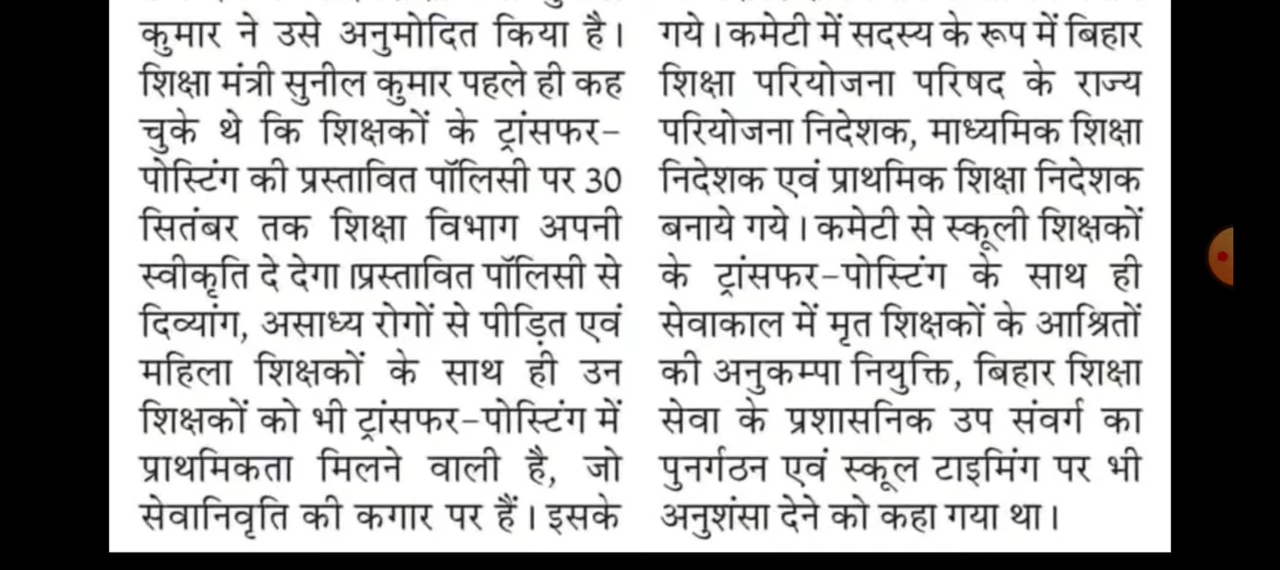 कुमार ने उसे अनुमोदित किया है।
शिक्षा मंत्री सुनील कुमार पहले ही कह
चुके थे कि शिक्षकों के ट्रांसफर-
पोस्टिंग की प्रस्तावित पॉलिसी पर 30
सितंबर तक शिक्षा विभाग अपनी
स्वीकृति दे देगा।प्रस्तावित पॉलिसी से
दिव्यांग, असाध्य रोगों से पीड़ित एवं
महिला शिक्षकों के साथ ही उन
शिक्षकों को भी ट्रांसफर-पोस्टिंग में
प्राथमिकता मिलने वाली है, जो
सेवानिवृति की कगार पर हैं। इसके
गये। कमेटी में सदस्य के रूप में बिहार
शिक्षा परियोजना परिषद के राज्य
परियोजना निदेशक, माध्यमिक शिक्षा
निदेशक एवं प्राथमिक शिक्षा निदेशक
बनाये गये। कमेटी से स्कूली शिक्षकों
के ट्रांसफर-पोस्टिंग के साथ ही
सेवाकाल में मृत शिक्षकों के आश्रितों
की अनुकम्पा नियुक्ति, बिहार शिक्षा
सेवा के प्रशासनिक उप संवर्ग का
पुनर्गठन एवं स्कूल टाइमिंग पर भी
अनुशंसा देने को कहा गया था।